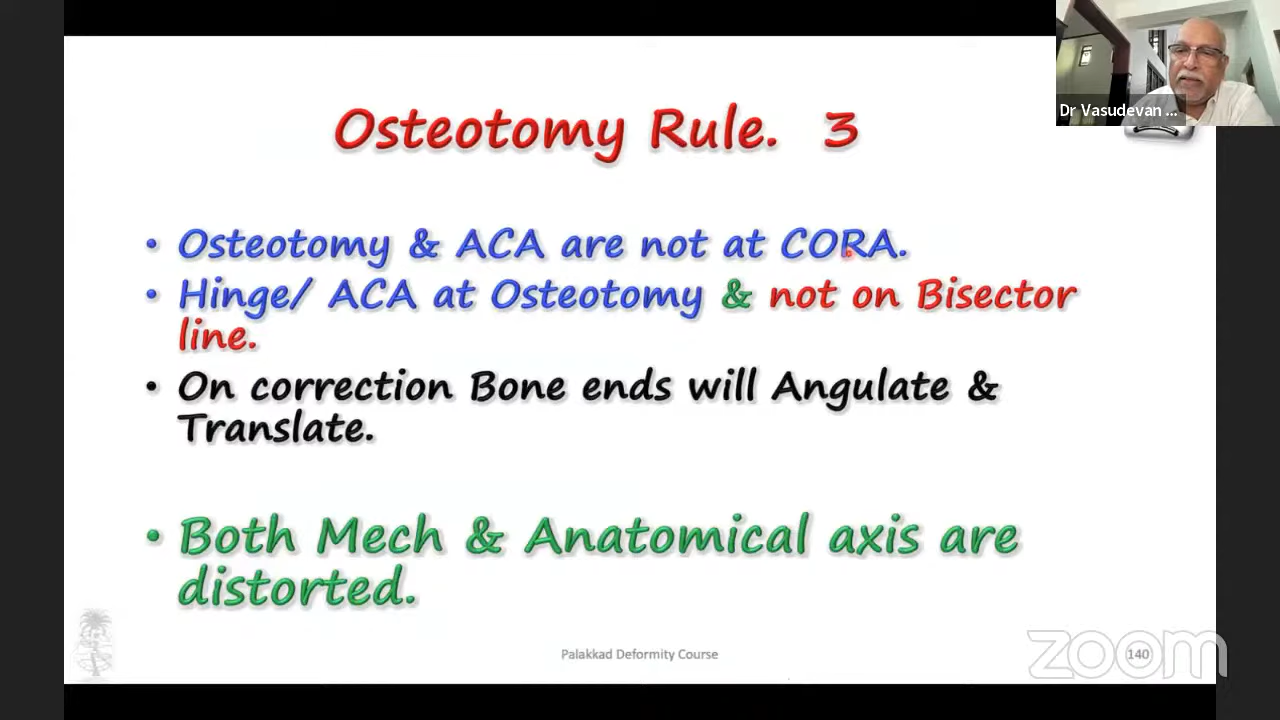 Dr Vasudevan ...
Osteotomy Rule. 3
• Osteotomy & ACA are not at CORA.
• Hinge/ ACA at Osteotomy & not on Bisector
line.
• On correction Bone ends will Angulate &
Translate.
• Both Mech & Anatomical axis are
distorted.
Palakkad Deformity Course
140
zoom